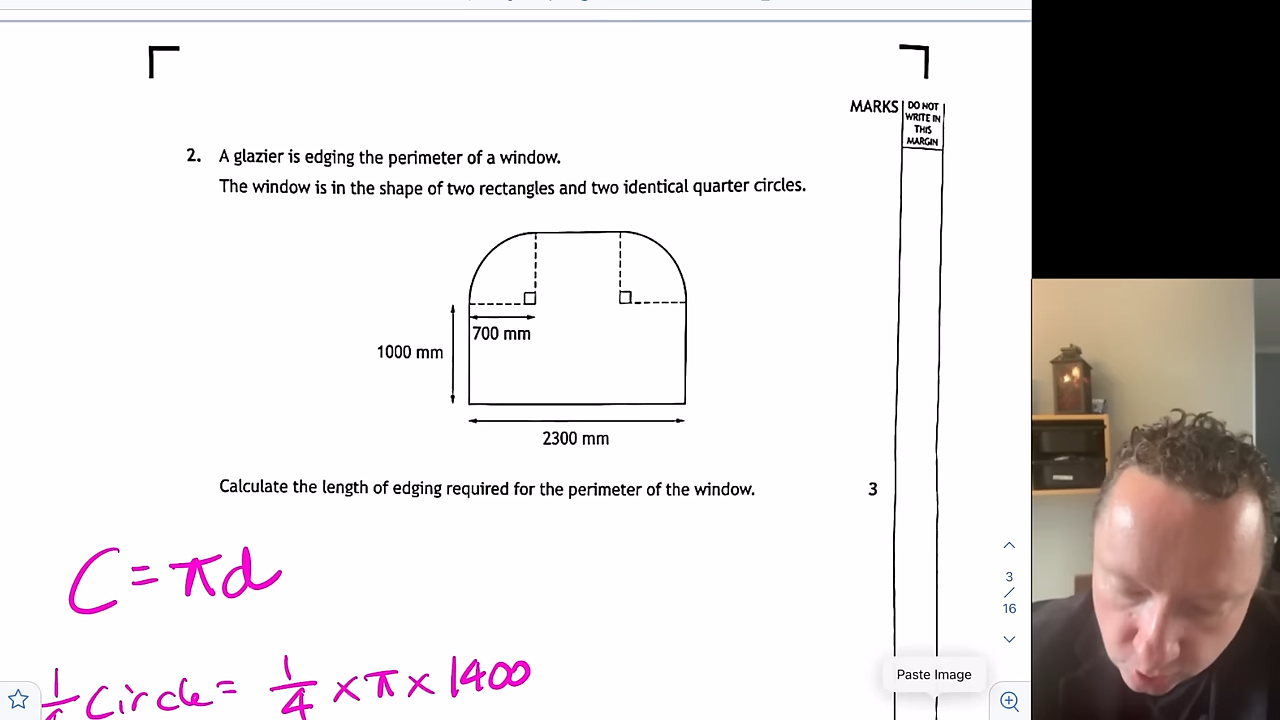 MARKS
DO NOT
WRITE IN
THIS
MARGIN
2. A glazier is edging the perimeter of a window.
The window is in the shape of two rectangles and two identical quarter circles.
700 mm
1000 mm
2300 mm
Calculate the length of edging required for the perimeter of the window.
3
C = πd
Circle = 1/4 × π × 1400
3
/
16
Paste Image